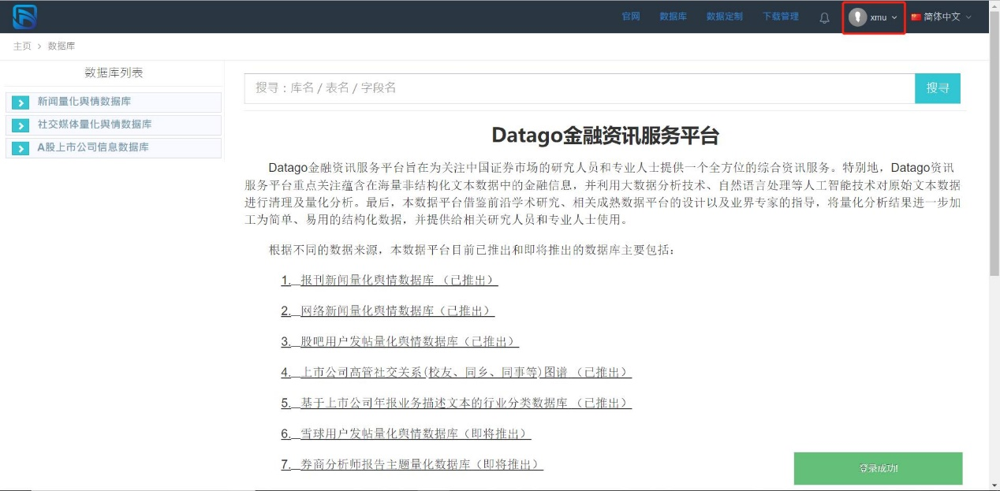 官网 数据库 数据定制 下载管理 xmu 简体中文
主页 > 数据库
数据库列表
新闻量化舆情数据库
社交媒体量化舆情数据库
A股上市公司信息数据库
搜寻：库名 / 表名 / 字段名 搜寻
Datago金融资讯服务平台
Datago金融资讯服务平台旨在为关注中国证券市场的研究人员和专业人士提供一个全方位的综合资讯服务。特别地，Datago资讯
服务平台重点关注蕴含在海量非结构化文本数据中的金融信息，并利用大数据分析技术、自然语言处理等人工智能技术对原始文本数据
进行清理及量化分析。最后，本数据平台借鉴前沿学术研究、相关成熟数据平台的设计以及业界专家的指导，将量化分析结果进一步加
工为简单、易用的结构化数据，并提供给相关研究人员和专业人士使用。
根据不同的数据来源，本数据平台目前已推出和即将推出的数据库主要包括：
1. 报刊新闻量化舆情数据库 （已推出）
2. 网络新闻量化舆情数据库（已推出）
3. 股吧用户发帖量化舆情数据库（已推出）
4. 上市公司高管社交关系(校友、同乡、同事等)图谱 （已推出）
5. 基于上市公司年报业务描述文本的行业分类数据库 （已推出）
6. 雪球用户发帖量化舆情数据库（即将推出）
7. 券商分析师报告主题量化数据库（即将推出）
登录成功!